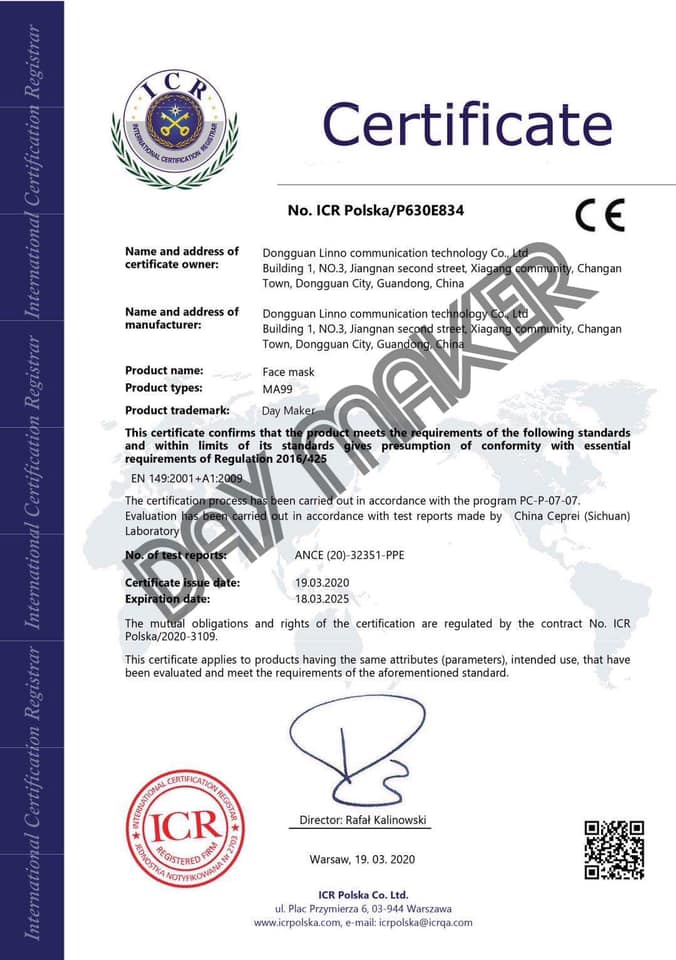 International Certification Registrar
International Certification Registrar
International Certification Registrar
ICR
INTERNATIONAL CERTIFICATION REGISTRAR
Certificate
No. ICR Polska/P630E834
CE
Name and address of
certificate owner:
Dongguan Linno communication technology Co., Ltd
Building 1, NO.3, Jiangnan second street, Xiagang community, Changan
Town, Dongguan City, Guandong, China
Name and address of
manufacturer:
Dongguan Linno communication technology Co., Ltd
Building 1, NO.3, Jiangnan second street, Xiagang community, Changan
Town, Dongguan City, Guandong, China
Product name: Face mask
Product types: MA99
Product trademark: Day Maker
DAY MAKER
This certificate confirms that the product meets the requirements of the following standards
and within limits of its standards gives presumption of conformity with essential
requirements of Regulation 2016/425
EN 149:2001+A1:2009
The certification process has been carried out in accordance with the program PC-P-07-07.
Evaluation has been carried out in accordance with test reports made by China Ceprei (Sichuan)
Laboratory
No. of test reports: ANCE (20)-32351-PPE
Certificate issue date: 19.03.2020
Expiration date: 18.03.2025
The mutual obligations and rights of the certification are regulated by the contract No. ICR
Polska/2020-3109.
This certificate applies to products having the same attributes (parameters), intended use, that have
been evaluated and meet the requirements of the aforementioned standard.
INTERNATIONAL CERTIFICATION REGISTRAR
ICR
REGISTERED FIRM
JEDNOSTKA NOTYFIKOWANA Nr 2703
Director: Rafał Kalinowski
Warsaw, 19. 03. 2020
ICR Polska Co. Ltd.
ul. Plac Przymierza 6, 03-944 Warszawa
www.icrpolska.com, e-mail: icrpolska@icrqa.com